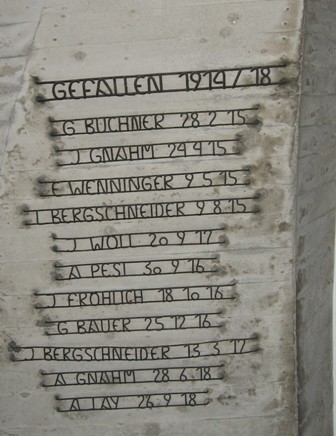 GEFALLEN 1914/18
G BUCHNER 28 2 15
J GNAHM 24 4 15
F WENNINGER 9 5 15
I BERGSCHNEIDER 9 8 15
J WOLL 20 9 17
A PESL 30 9 16
J FRÖHLICH 18 10 16
G BAUER 25 12 16
J BERGSCHNEIDER 13 3 17
A GNAHM 28 6 18
A LAY 26 9 18